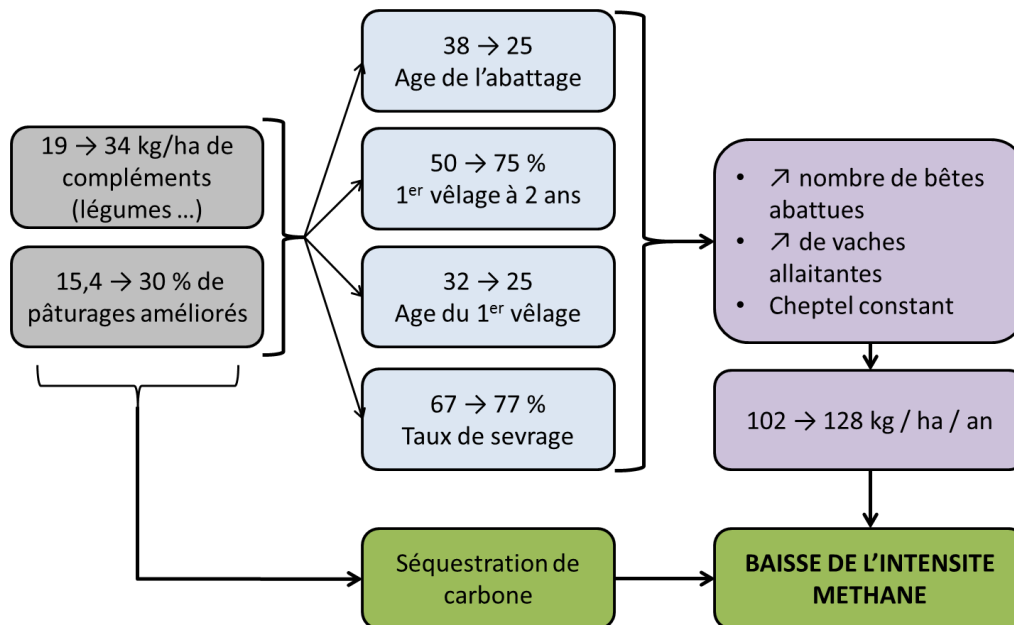 19 → 34 kg/ha de
compléments
(légumes ...)
15,4 → 30 % de
pâturages améliorés
38 → 25
Age de l'abattage
50 → 75 %
1er vêlage à 2 ans
32 → 25
Age du 1er vêlage
67 → 77 %
Taux de sevrage
• ↗ nombre de bêtes
abattues
• ↗ de vaches
allaitantes
• Cheptel constant
102 → 128 kg / ha / an
Séquestration de
carbone
BAISSE DE L'INTENSITE
METHANE